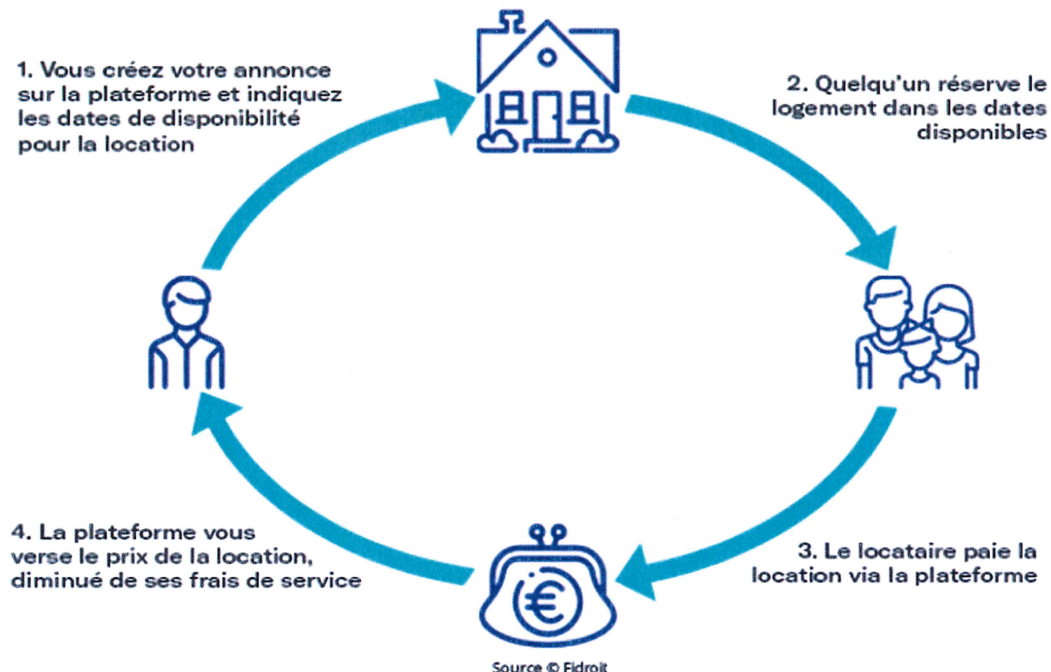 1. Vous créez votre annonce
sur la plateforme et indiquez
les dates de disponibilité
pour la location
2. Quelqu'un réserve le
logement dans les dates
disponibles
3. Le locataire paie la
location via la plateforme
4. La plateforme vous
verse le prix de la location,
diminué de ses frais de service
€
Source © Fidroit